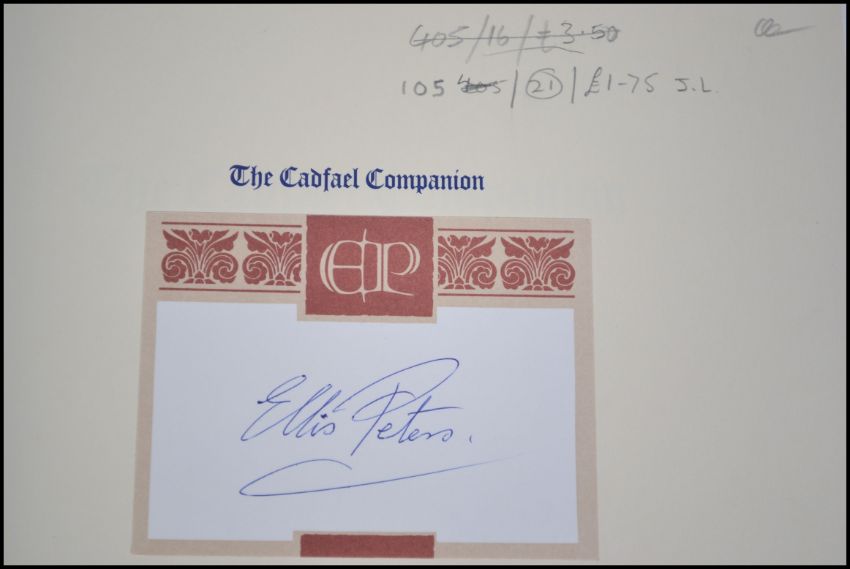 405/16/£3.50
105 405/21/£1-75 J.L.
The Cadfael Companion
EP
Ellis Peters.